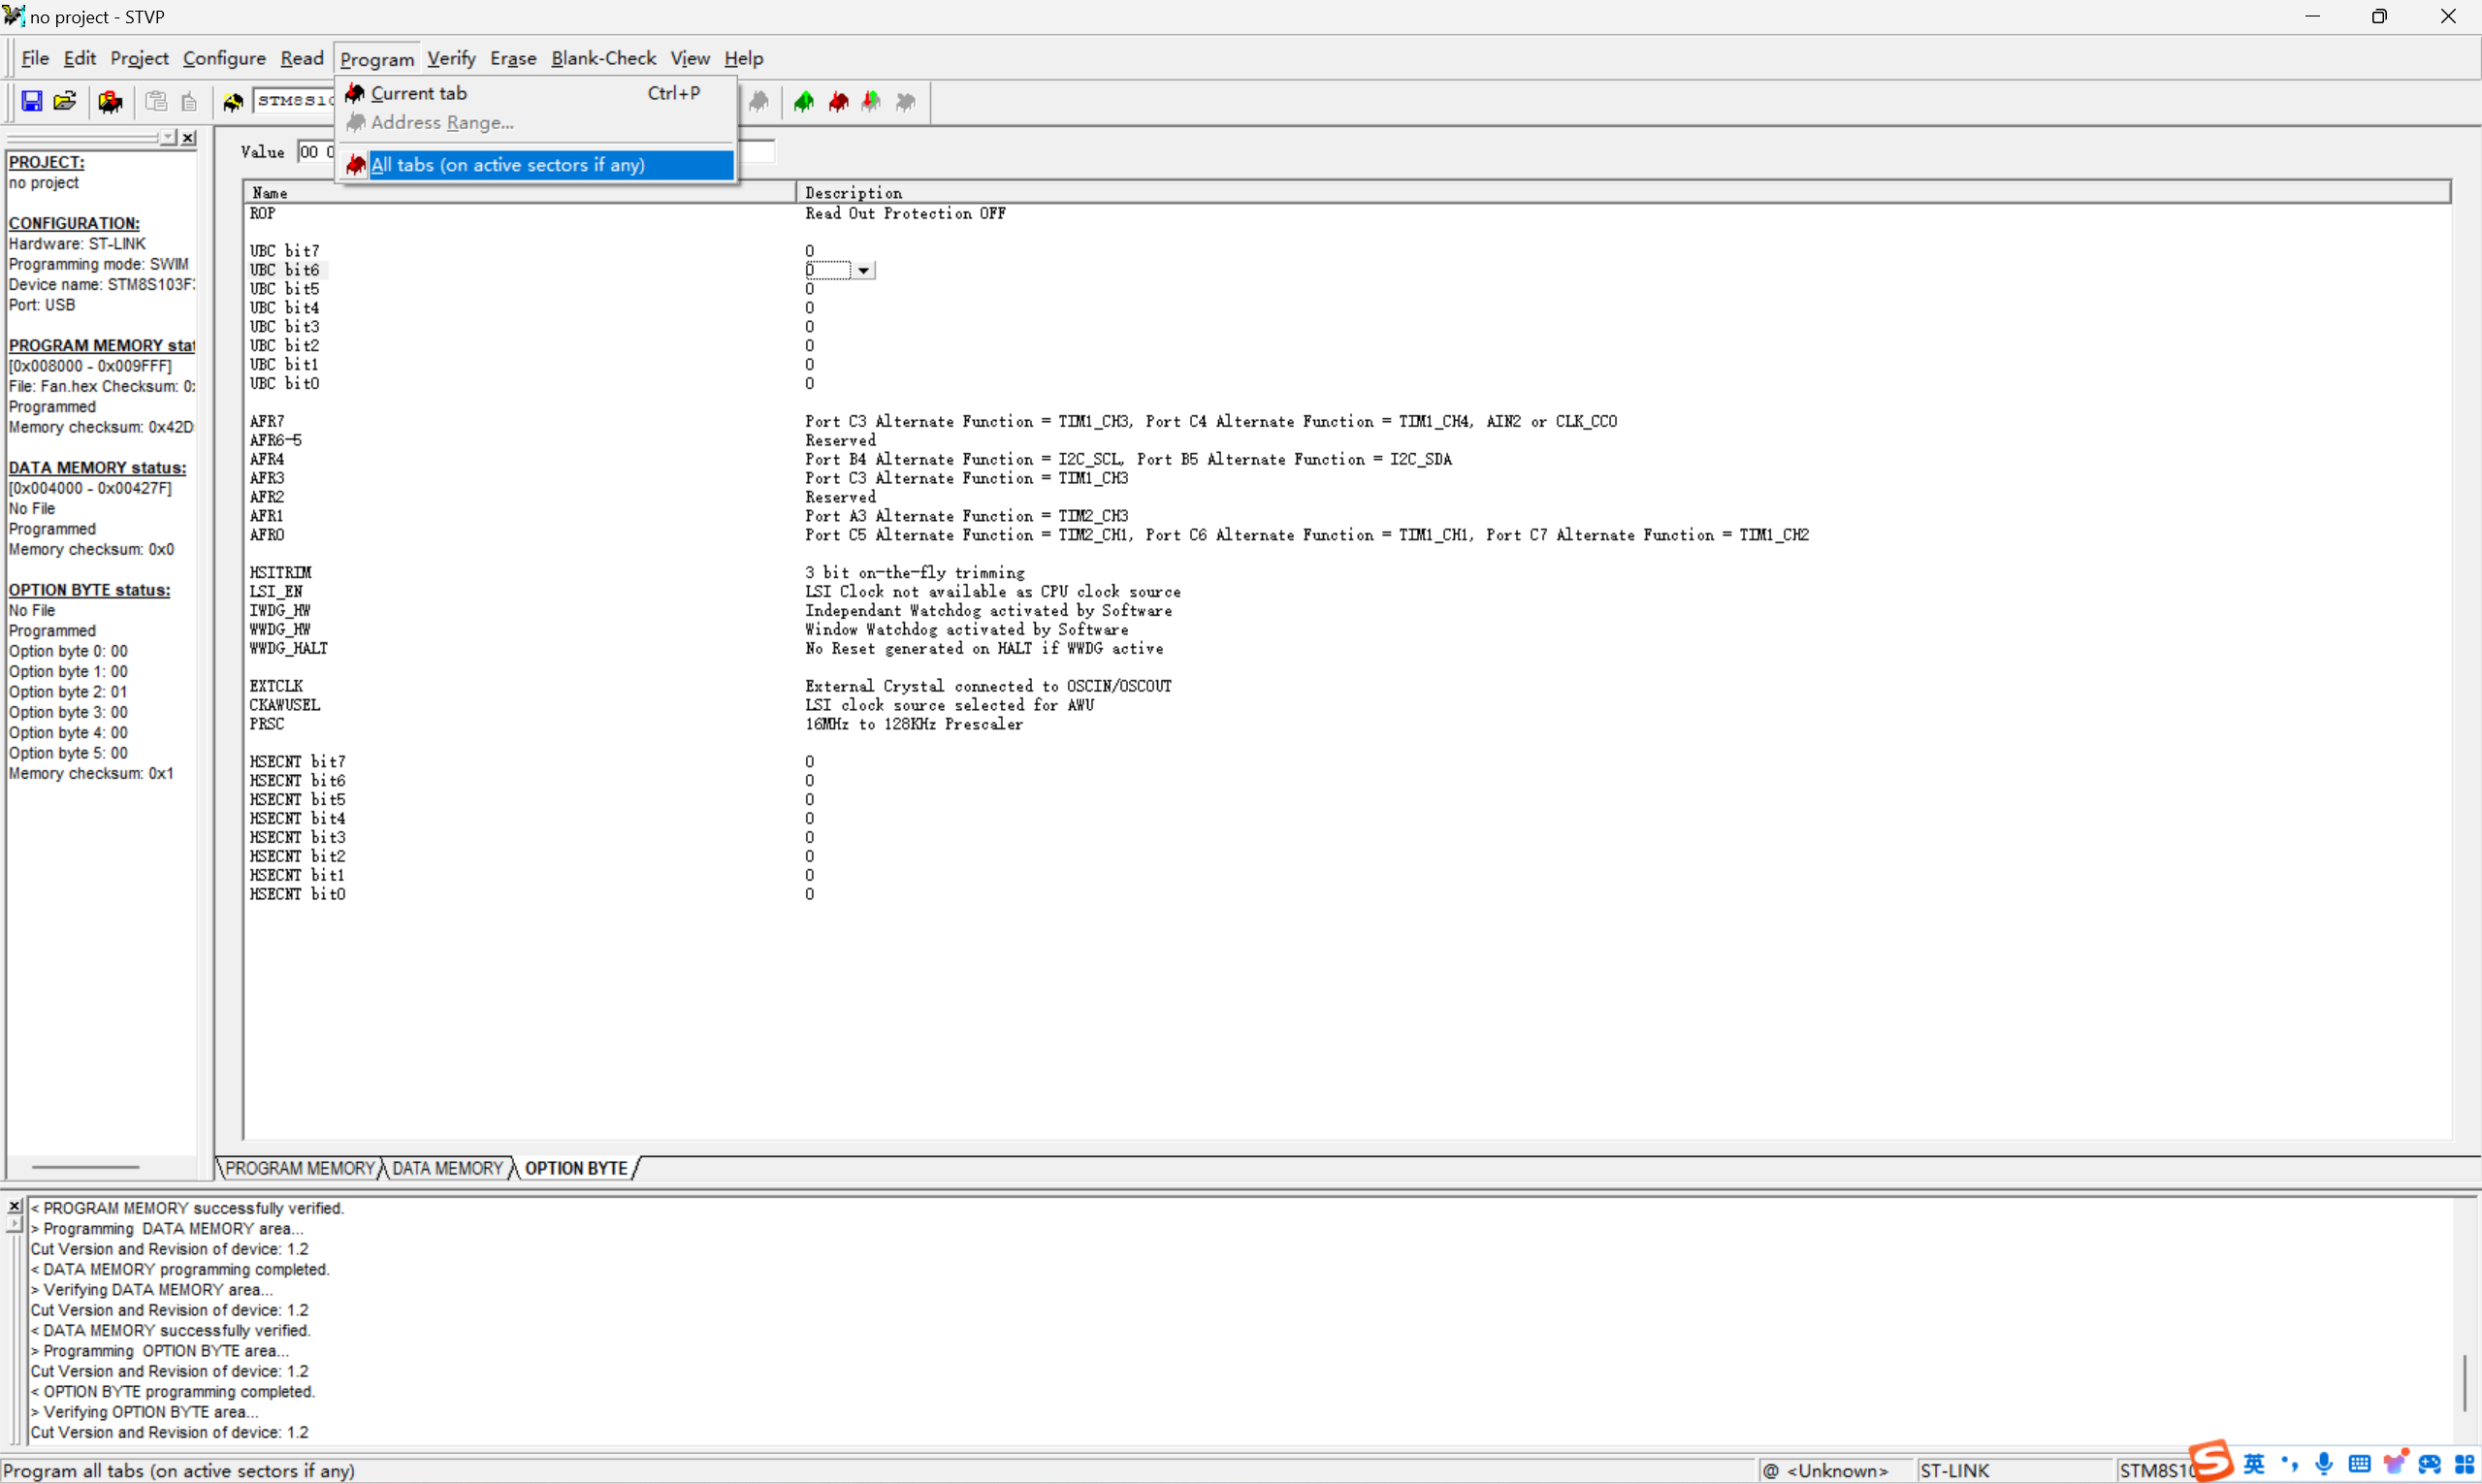 no project - STVP
File Edit Project Configure Read Program Verify Erase Blank-Check View Help
STM8S10
Current tab Ctrl+P
Address Range...
All tabs (on active sectors if any)
Value 00
PROJECT:
no project
CONFIGURATION:
Hardware: ST-LINK
Programming mode: SWIM
Device name: STM8S103F
Port: USB
PROGRAM MEMORY stat
[0x008000 - 0x009FFF]
File: Fan.hex Checksum: 0
Programmed
Memory checksum: 0x42D
DATA MEMORY status:
[0x004000 - 0x00427F]
No File
Programmed
Memory checksum: 0x0
OPTION BYTE status:
No File
Programmed
Option byte 0: 00
Option byte 1: 00
Option byte 2: 01
Option byte 3: 00
Option byte 4: 00
Option byte 5: 00
Memory checksum: 0x1
Name Description
ROP Read Out Protection OFF
UBC bit7 0
UBC bit6 0
UBC bit5 0
UBC bit4 0
UBC bit3 0
UBC bit2 0
UBC bit1 0
UBC bit0 0
AFR7 Port C3 Alternate Function = TIM1_CH3, Port C4 Alternate Function = TIM1_CH4, AIN2 or CLK_CCO
AFR6-5 Reserved
AFR4 Port B4 Alternate Function = I2C_SCL, Port B5 Alternate Function = I2C_SDA
AFR3 Port C3 Alternate Function = TIM1_CH3
AFR2 Reserved
AFR1 Port A3 Alternate Function = TIM2_CH3
AFR0 Port C5 Alternate Function = TIM2_CH1, Port C6 Alternate Function = TIM1_CH1, Port C7 Alternate Function = TIM1_CH2
HSITRIM 3 bit on-the-fly trimming
LSI_EN LSI Clock not available as CPU clock source
IWDG_HW Independant Watchdog activated by Software
WWDG_HW Window Watchdog activated by Software
WWDG_HALT No Reset generated on HALT if WWDG active
EXTCLK External Crystal connected to OSCIN/OSCOUT
CKAWUSEL LSI clock source selected for AWU
PRSC 16MHz to 128KHz Prescaler
HSECNT bit7 0
HSECNT bit6 0
HSECNT bit5 0
HSECNT bit4 0
HSECNT bit3 0
HSECNT bit2 0
HSECNT bit1 0
HSECNT bit0 0
PROGRAM MEMORY DATA MEMORY OPTION BYTE
< PROGRAM MEMORY successfully verified.
> Programming DATA MEMORY area...
Cut Version and Revision of device: 1.2
< DATA MEMORY programming completed.
> Verifying DATA MEMORY area...
Cut Version and Revision of device: 1.2
< DATA MEMORY successfully verified.
> Programming OPTION BYTE area...
Cut Version and Revision of device: 1.2
< OPTION BYTE programming completed.
> Verifying OPTION BYTE area...
Cut Version and Revision of device: 1.2
Program all tabs (on active sectors if any) @ <Unknown> ST-LINK STM8S10 英